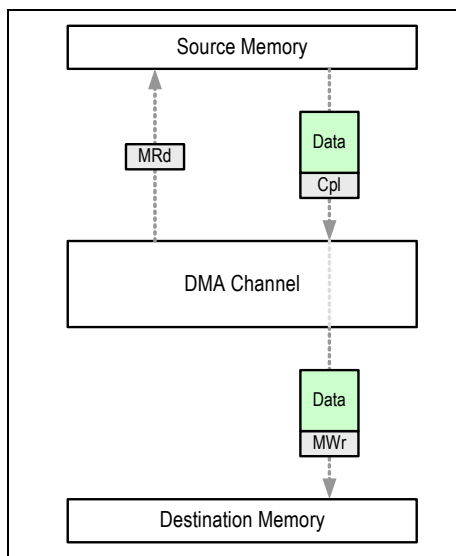 Source Memory
MRd
Data
Cpl
DMA Channel
Data
MWr
Destination Memory